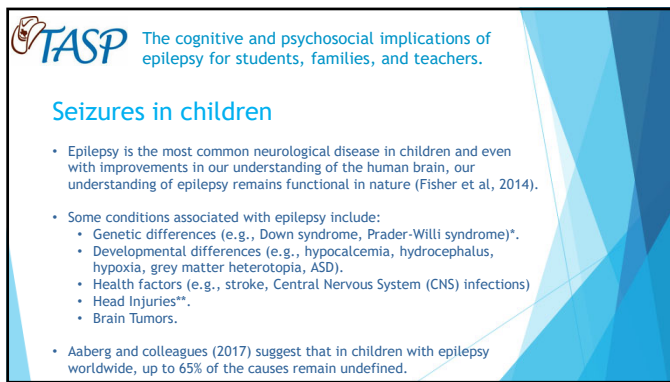 TASP
The cognitive and psychosocial implications of
epilepsy for students, families, and teachers.
Seizures in children
• Epilepsy is the most common neurological disease in children and even
with improvements in our understanding of the human brain, our
understanding of epilepsy remains functional in nature (Fisher et al, 2014).
• Some conditions associated with epilepsy include:
• Genetic differences (e.g., Down syndrome, Prader-Willi syndrome)*.
• Developmental differences (e.g., hypocalcemia, hydrocephalus,
hypoxia, grey matter heterotopia, ASD).
• Health factors (e.g., stroke, Central Nervous System (CNS) infections)
• Head Injuries**.
• Brain Tumors.
• Aaberg and colleagues (2017) suggest that in children with epilepsy
worldwide, up to 65% of the causes remain undefined.